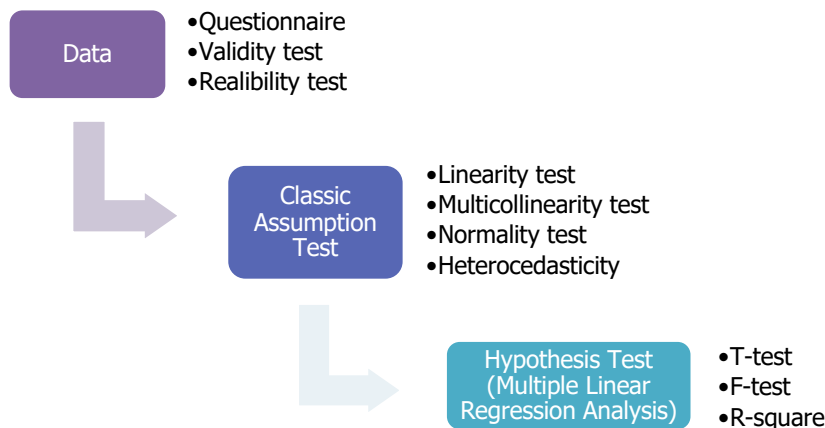 Data
•Questionnaire
•Validity test
•Realibility test
Classic
Assumption
Test
•Linearity test
•Multicollinearity test
•Normality test
•Heterocedasticity
Hypothesis Test
(Multiple Linear
Regression Analysis)
•T-test
•F-test
•R-square